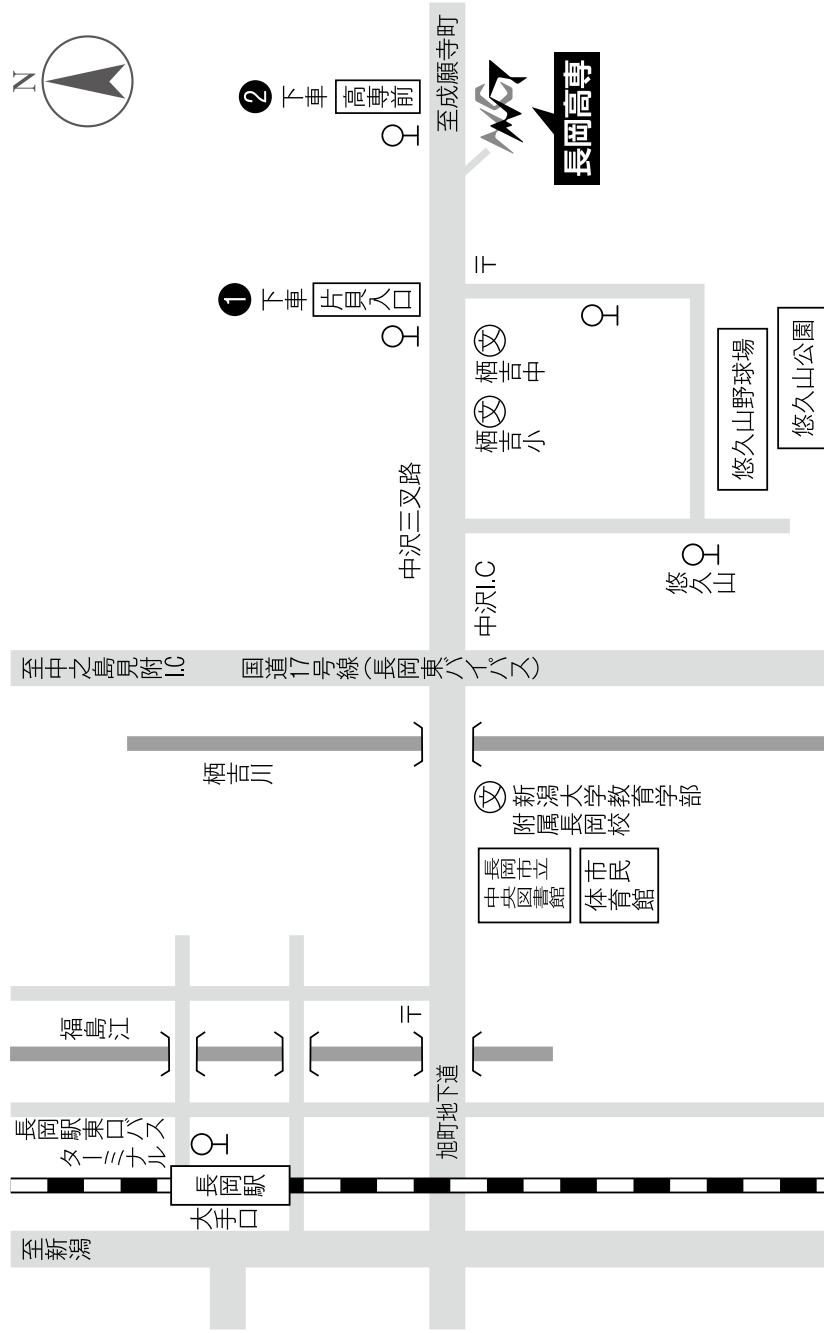 N
❷
下車
高専前
至成願寺町
長岡高専
❶
下車
片貝入口
〒
栖吉中
文
栖吉小
文
悠久山野球場
悠久山公園
中沢三叉路
中沢I.C
悠久山
至中之島見附I.C
国道17号線(長岡東バイパス)
栖吉川
文
新潟大学教育学部
附属長岡校
長岡市立
中央図書館
市民
体育館
福島江
〒
旭町地下道
長岡駅東口バス
ターミナル
長岡駅
大手口
至新潟